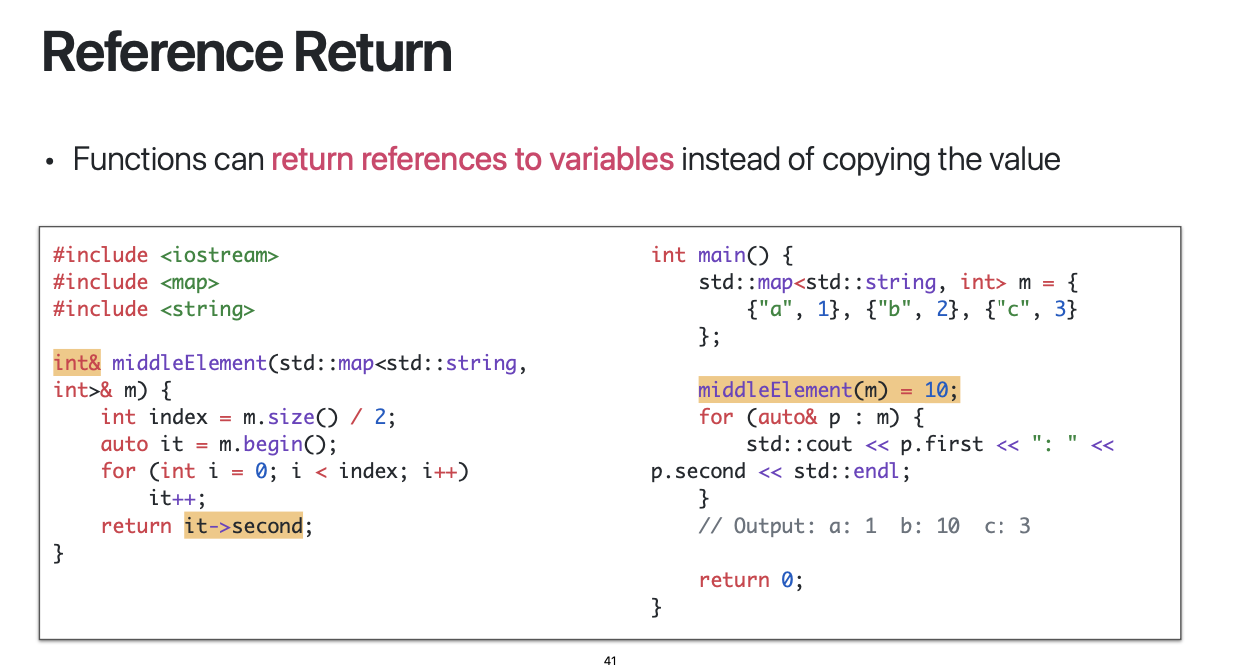 Reference Return
• Functions can return references to variables instead of copying the value
#include <iostream>
#include <map>
#include <string>
int& middleElement(std::map<std::string,
int>& m) {
    int index = m.size() / 2;
    auto it = m.begin();
    for (int i = 0; i < index; i++)
        it++;
    return it->second;
}
int main() {
    std::map<std::string, int> m = {
        {"a", 1}, {"b", 2}, {"c", 3}
    };
    middleElement(m) = 10;
    for (auto& p : m) {
        std::cout << p.first << ": " <<
p.second << std::endl;
    }
    // Output: a: 1  b: 10  c: 3
    return 0;
}
41